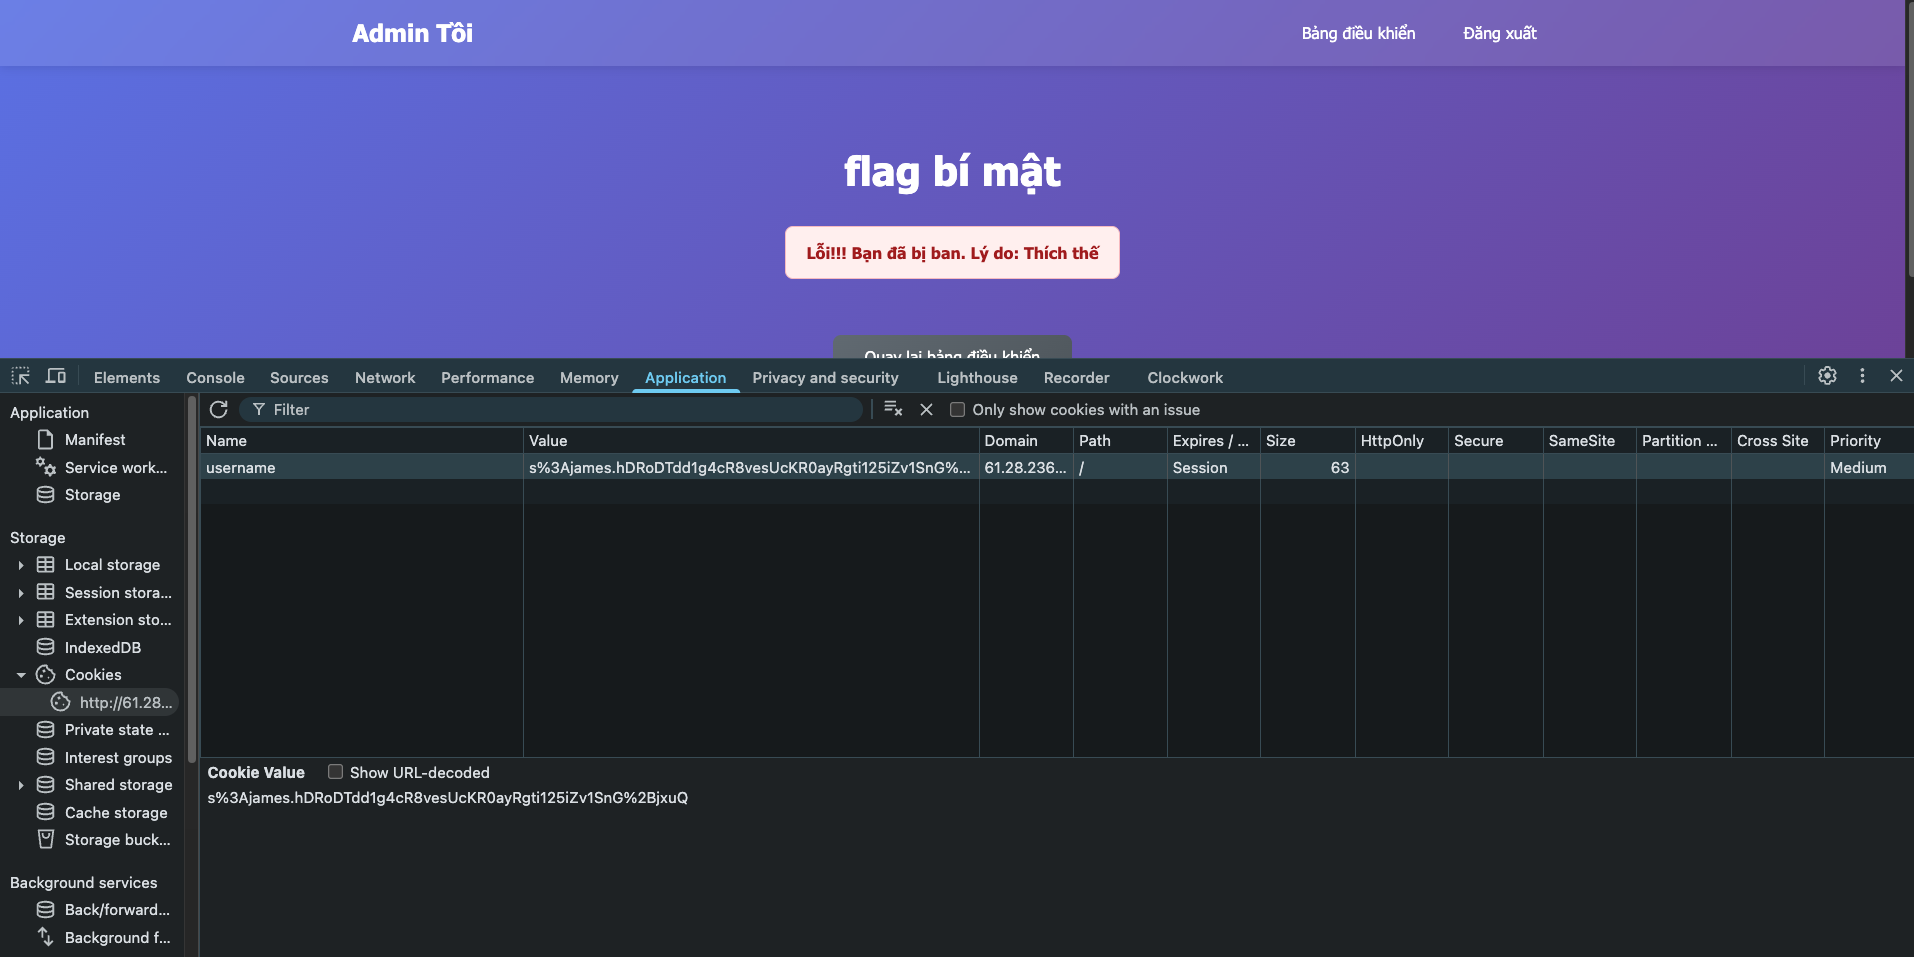 Admin Tồi
Bảng điều khiển
Đăng xuất
flag bí mật
Lỗi!!! Bạn đã bị ban. Lý do: Thích thế
Quay lại bảng điều khiển
Elements Console Sources Network Performance Memory Application Privacy and security Lighthouse Recorder Clockwork
Application
Manifest
Service work...
Storage
Storage
Local storage
Session stora...
Extension sto...
IndexedDB
Cookies
http://61.28...
Private state ...
Interest groups
Shared storage
Cache storage
Storage buck...
Background services
Back/forward...
Background f...
Filter
Only show cookies with an issue
Name Value Domain Path Expires / ... Size HttpOnly Secure SameSite Partition ... Cross Site Priority
username s%3Ajames.hDRoDTdd1g4cR8vesUcKR0ayRgti125iZv1SnG%... 61.28.236... / Session 63 Medium
Cookie Value Show URL-decoded
s%3Ajames.hDRoDTdd1g4cR8vesUcKR0ayRgti125iZv1SnG%2BjxuQ